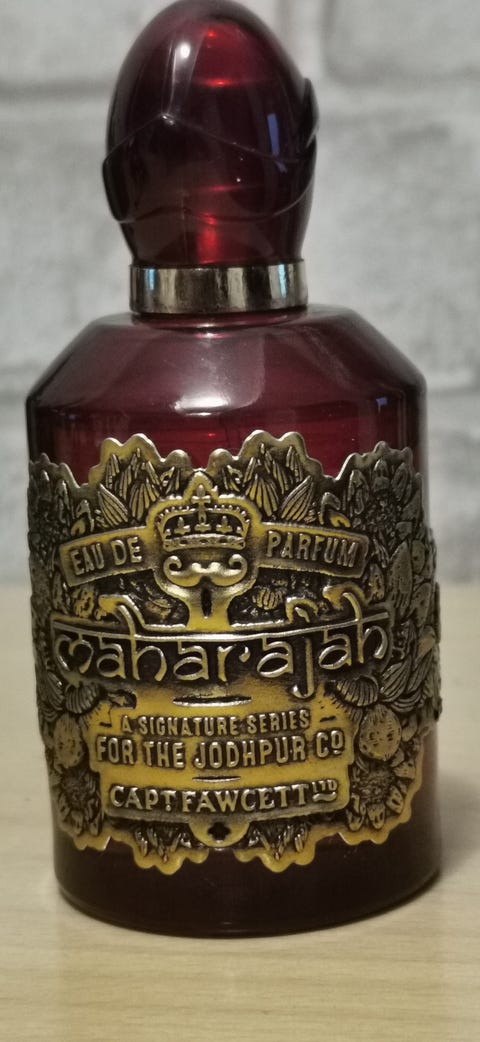 EAU DE PARFUM
maharajah
A SIGNATURE SERIES
FOR THE JODHPUR Cº
CAPT FAWCETT LTD